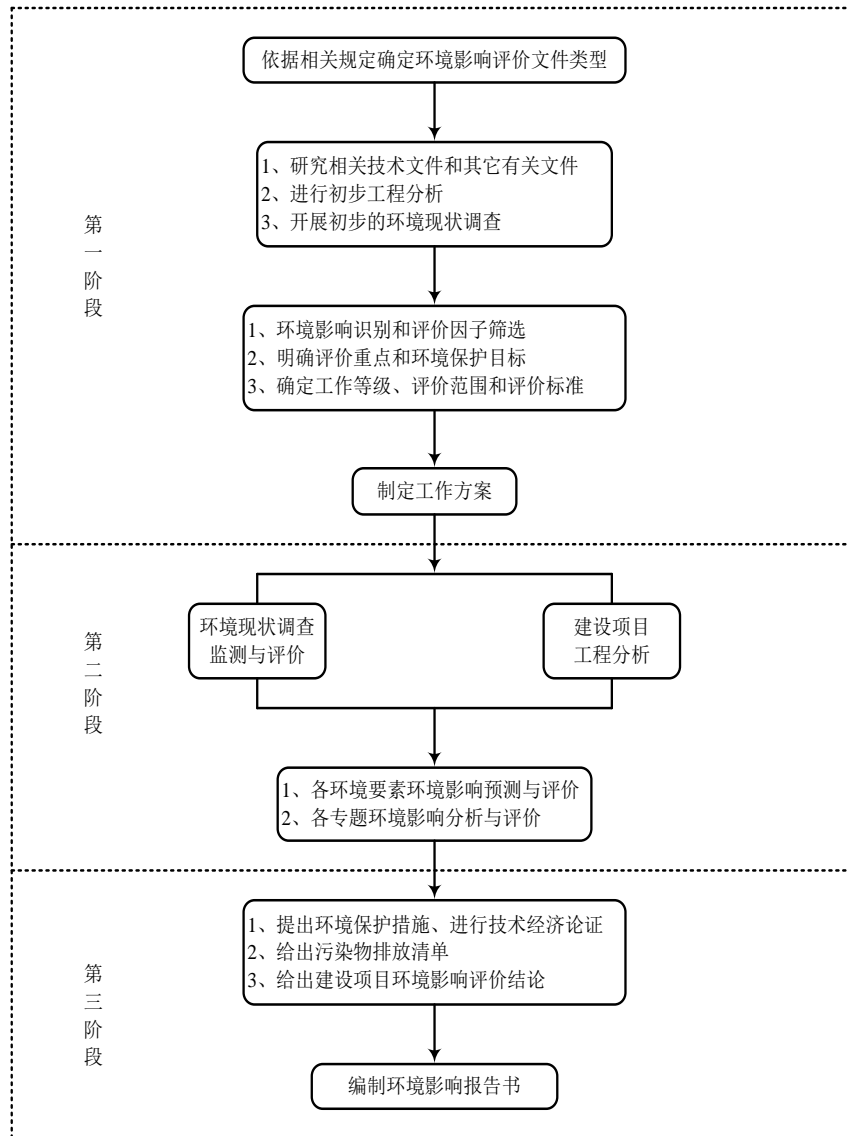 依据相关规定确定环境影响评价文件类型
1、研究相关技术文件和其它有关文件
2、进行初步工程分析
3、开展初步的环境现状调查
第一阶段
1、环境影响识别和评价因子筛选
2、明确评价重点和环境保护目标
3、确定工作等级、评价范围和评价标准
制定工作方案
第二阶段
环境现状调查
监测与评价
建设项目
工程分析
1、各环境要素环境影响预测与评价
2、各专题环境影响分析与评价
第三阶段
1、提出环境保护措施、进行技术经济论证
2、给出污染物排放清单
3、给出建设项目环境影响评价结论
编制环境影响报告书